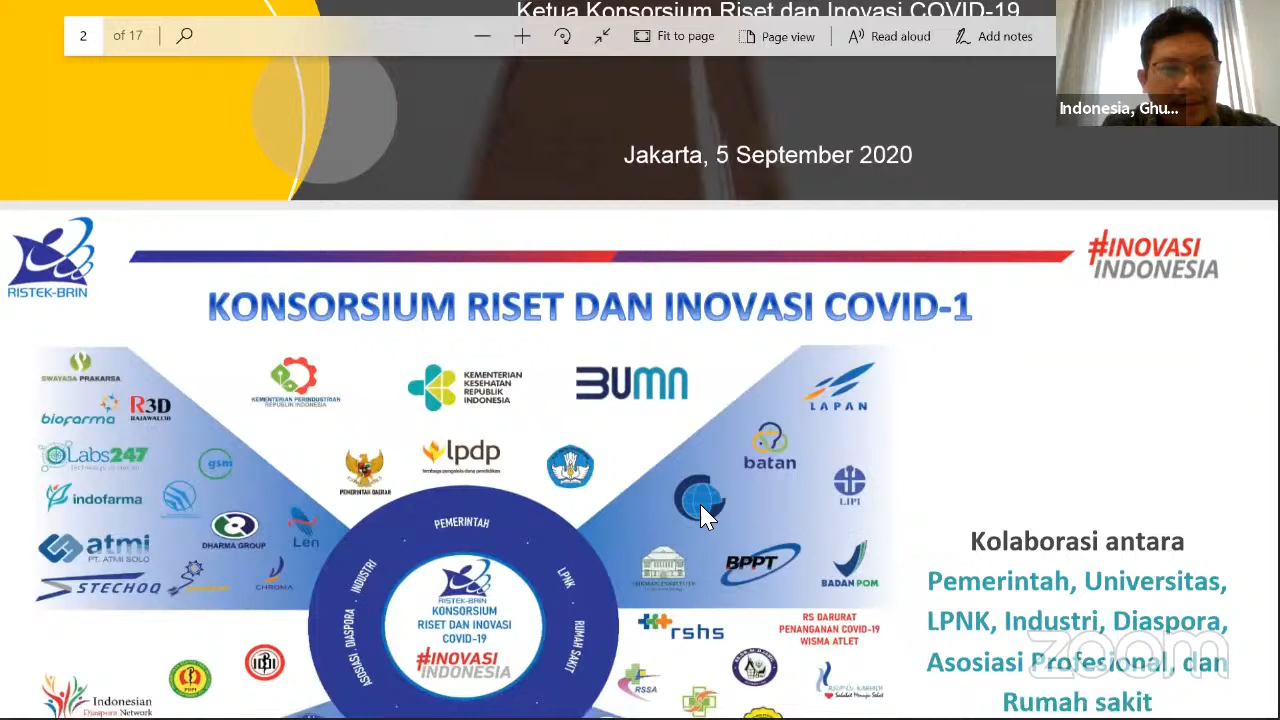 Ketua Konsorsium Riset dan Inovasi COVID-19
2 of 17
Fit to page
Page view
Read aloud
Add notes
Indonesia, Ghu...
Jakarta, 5 September 2020
RISTEK-BRIN
#INOVASI
INDONESIA
KONSORSIUM RISET DAN INOVASI COVID-1
SWAYASA PRAKARSA
biofarma
R3D
RAJAWALI3D
Labs247
gsm
indofarma
atmi
PT. ATMI SOLO
DHARMA GROUP
Len
STECHOQ
CHROMA
KEMENTERIAN PERINDUSTRIAN
REPUBLIK INDONESIA
KEMENTERIAN
KESEHATAN
REPUBLIK
INDONESIA
BUMN
PEMERINTAH DAERAH
lpdp
lembaga pengelola dana pendidikan
LAPAN
batan
LIPI
BPPT
BADAN POM
PEMERINTAH
INDUSTRI
LPNK
ASOSIASI, DIASPORA
RUMAH SAKIT
RISTEK-BRIN
KONSORSIUM
RISET DAN INOVASI
COVID-19
#INOVASI
INDONESIA
rshs
RS DARURAT
PENANGANAN COVID-19
WISMA ATLET
RSSA
Indonesian
Diaspora Network
Kolaborasi antara
Pemerintah, Universitas,
LPNK, Industri, Diaspora,
Asosiasi Profesional, dan
Rumah sakit
zoom